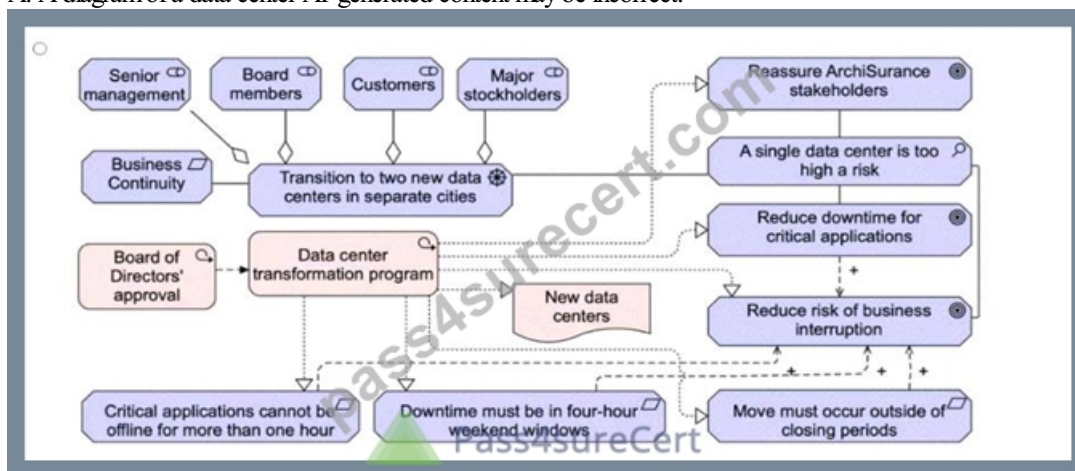 A. A diagram of a data center AI-generated content may be incorrect.
Senior
management
Board
members
Customers
Major
stockholders
Reassure ArchiSurance
stakeholders
Business
Continuity
Transition to two new data
centers in separate cities
A single data center is too
high a risk
Reduce downtime for
critical applications
Board of
Directors'
approval
Data center
transformation program
New data
centers
Reduce risk of business
interruption
+
+
+
+
Critical applications cannot be
offline for more than one hour
Downtime must be in four-hour
weekend windows
Move must occur outside of
closing periods
pass4surecert.com
Pass4sureCert